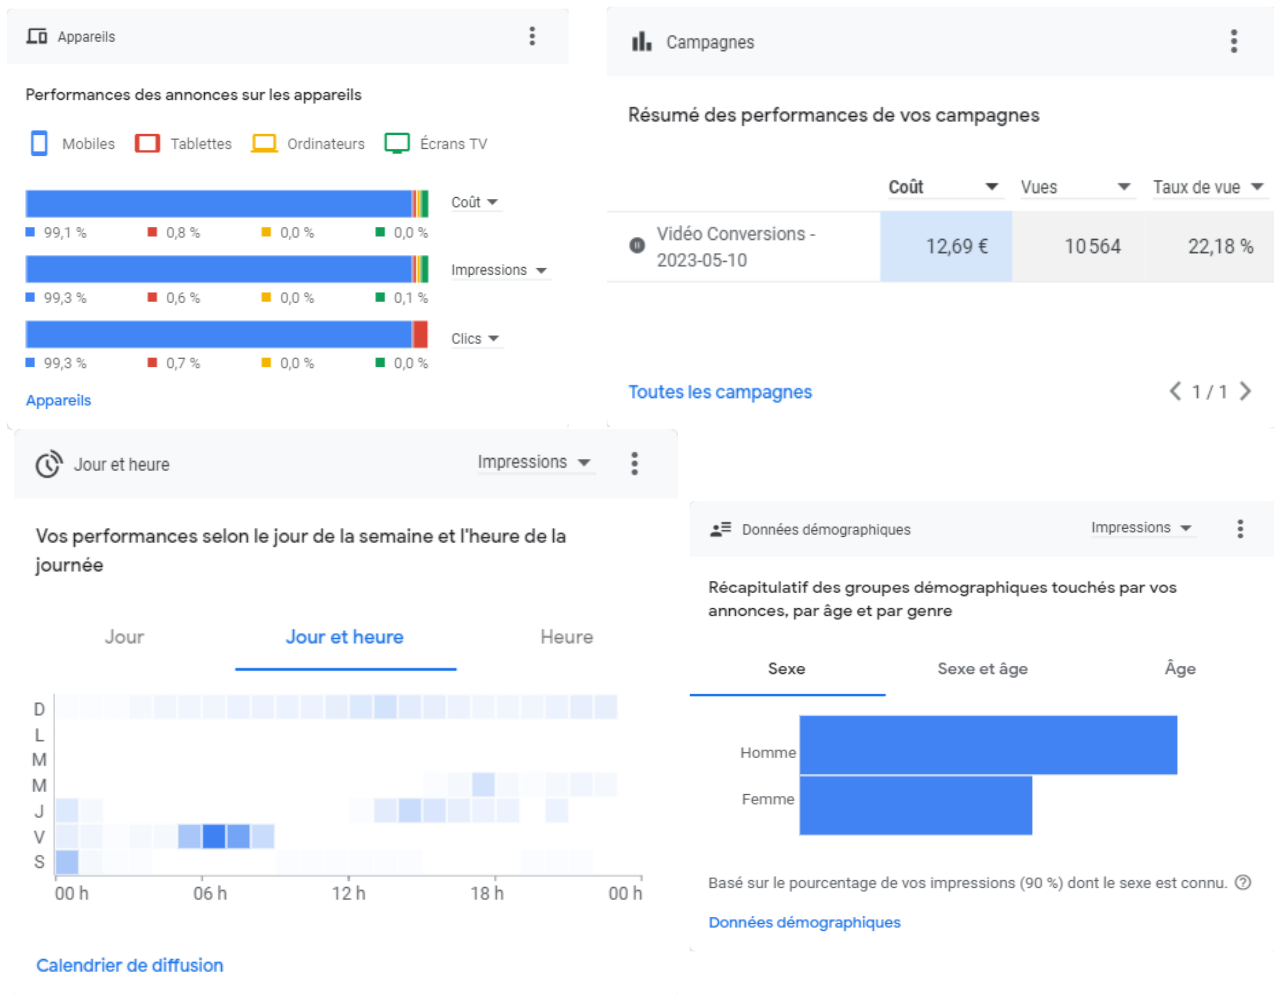 Appareils
Performances des annonces sur les appareils
Mobiles Tablettes Ordinateurs Écrans TV
Coût
99,1 % 0,8 % 0,0 % 0,0 %
Impressions
99,3 % 0,6 % 0,0 % 0,1 %
Clics
99,3 % 0,7 % 0,0 % 0,0 %
Appareils
Campagnes
Résumé des performances de vos campagnes
Coût Vues Taux de vue
Vidéo Conversions -
2023-05-10
12,69 € 10 564 22,18 %
Toutes les campagnes
1 / 1
Jour et heure Impressions
Vos performances selon le jour de la semaine et l'heure de la
journée
Jour Jour et heure Heure
D
L
M
M
J
V
S
00 h 06 h 12 h 18 h 00 h
Calendrier de diffusion
Données démographiques Impressions
Récapitulatif des groupes démographiques touchés par vos
annonces, par âge et par genre
Sexe Sexe et âge Âge
Homme
Femme
Basé sur le pourcentage de vos impressions (90 %) dont le sexe est connu.
Données démographiques